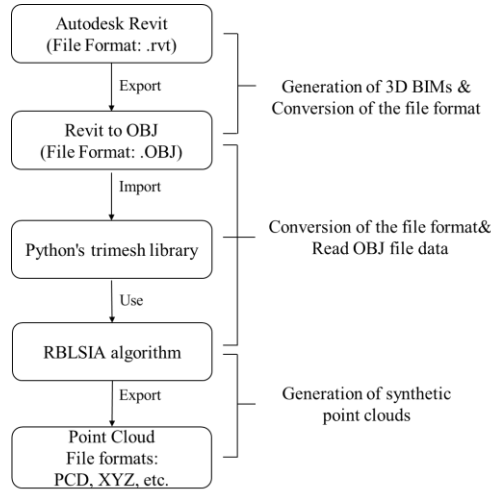 Autodesk Revit
(File Format: .rvt)
Export
Generation of 3D BIMs &
Conversion of the file format
Revit to OBJ
(File Format: .OBJ)
Import
Python's trimesh library
Conversion of the file format&
Read OBJ file data
Use
RBLSIA algorithm
Export
Generation of synthetic
point clouds
Point Cloud
File formats:
PCD, XYZ, etc.